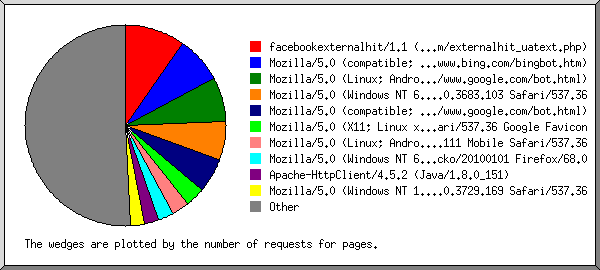 facebookexternalhit/1.1 (...m/externalhit_uatext.php)
Mozilla/5.0 (compatible; ...www.bing.com/bingbot.htm)
Mozilla/5.0 (Linux; Andro.../www.google.com/bot.html)
Mozilla/5.0 (Windows NT 6....0.3683.103 Safari/537.36
Mozilla/5.0 (compatible; .../www.google.com/bot.html)
Mozilla/5.0 (X11; Linux x...ari/537.36 Google Favicon
Mozilla/5.0 (Linux; Andro....111 Mobile Safari/537.36
Mozilla/5.0 (Windows NT 6...cko/20100101 Firefox/68.0
Apache-HttpClient/4.5.2 (Java/1.8.0_151)
Mozilla/5.0 (Windows NT 1....0.3729.169 Safari/537.36
Other
The wedges are plotted by the number of requests for pages.